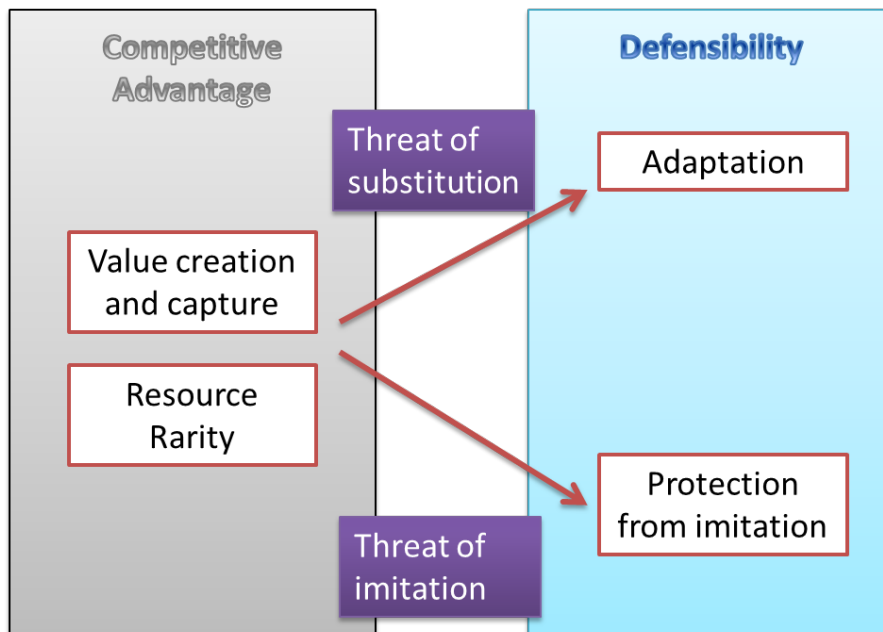 Competitive
Advantage
Defensibility
Threat of
substitution
Adaptation
Value creation
and capture
Resource
Rarity
Protection
from imitation
Threat of
imitation